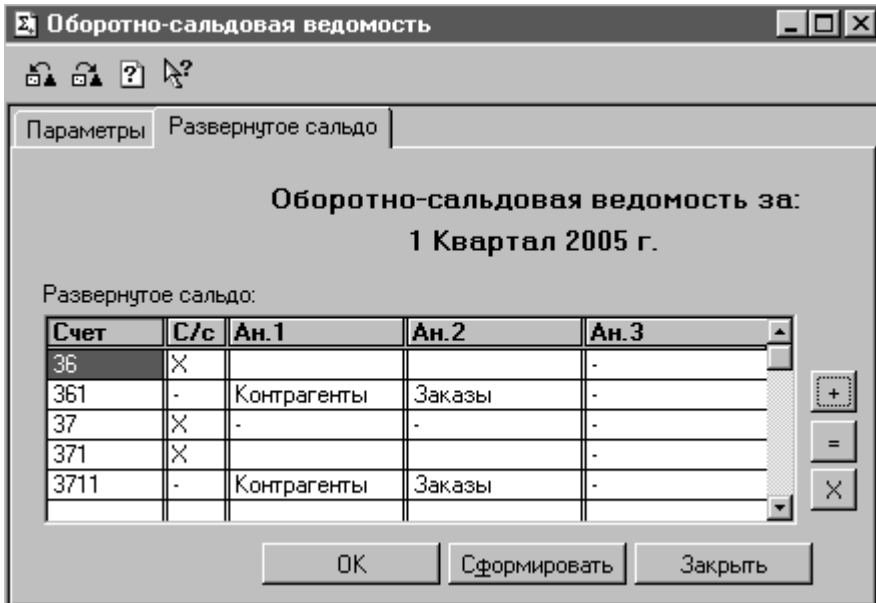 Оборотно-сальдовая ведомость
Параметры Развернутое сальдо
Оборотно-сальдовая ведомость за:
1 Квартал 2005 г.
Развернутое сальдо:
Счет С/с Ан.1 Ан.2 Ан.3
36 X -
361 - Контрагенты Заказы -
+
37 X - - -
371 X -
=
3711 - Контрагенты Заказы -
X
OK Сформировать Закрыть